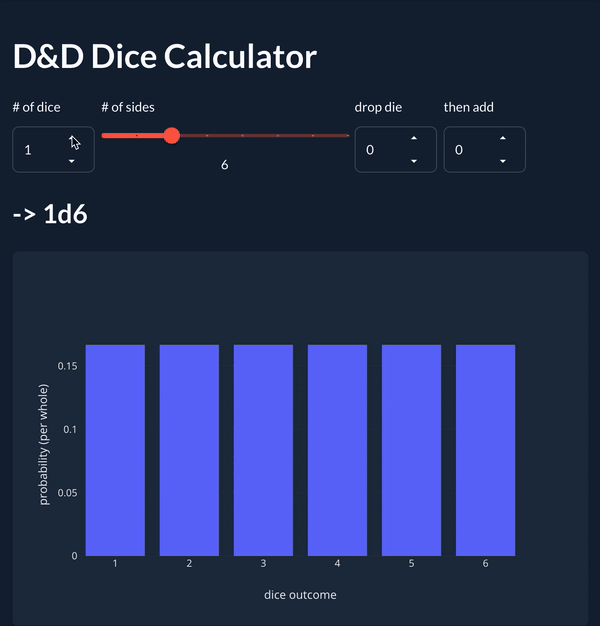 D&D Dice Calculator
# of dice # of sides drop die then add
1 6 0 0
-> 1d6
probability (per whole)
0.15
0.1
0.05
0
1 2 3 4 5 6
dice outcome